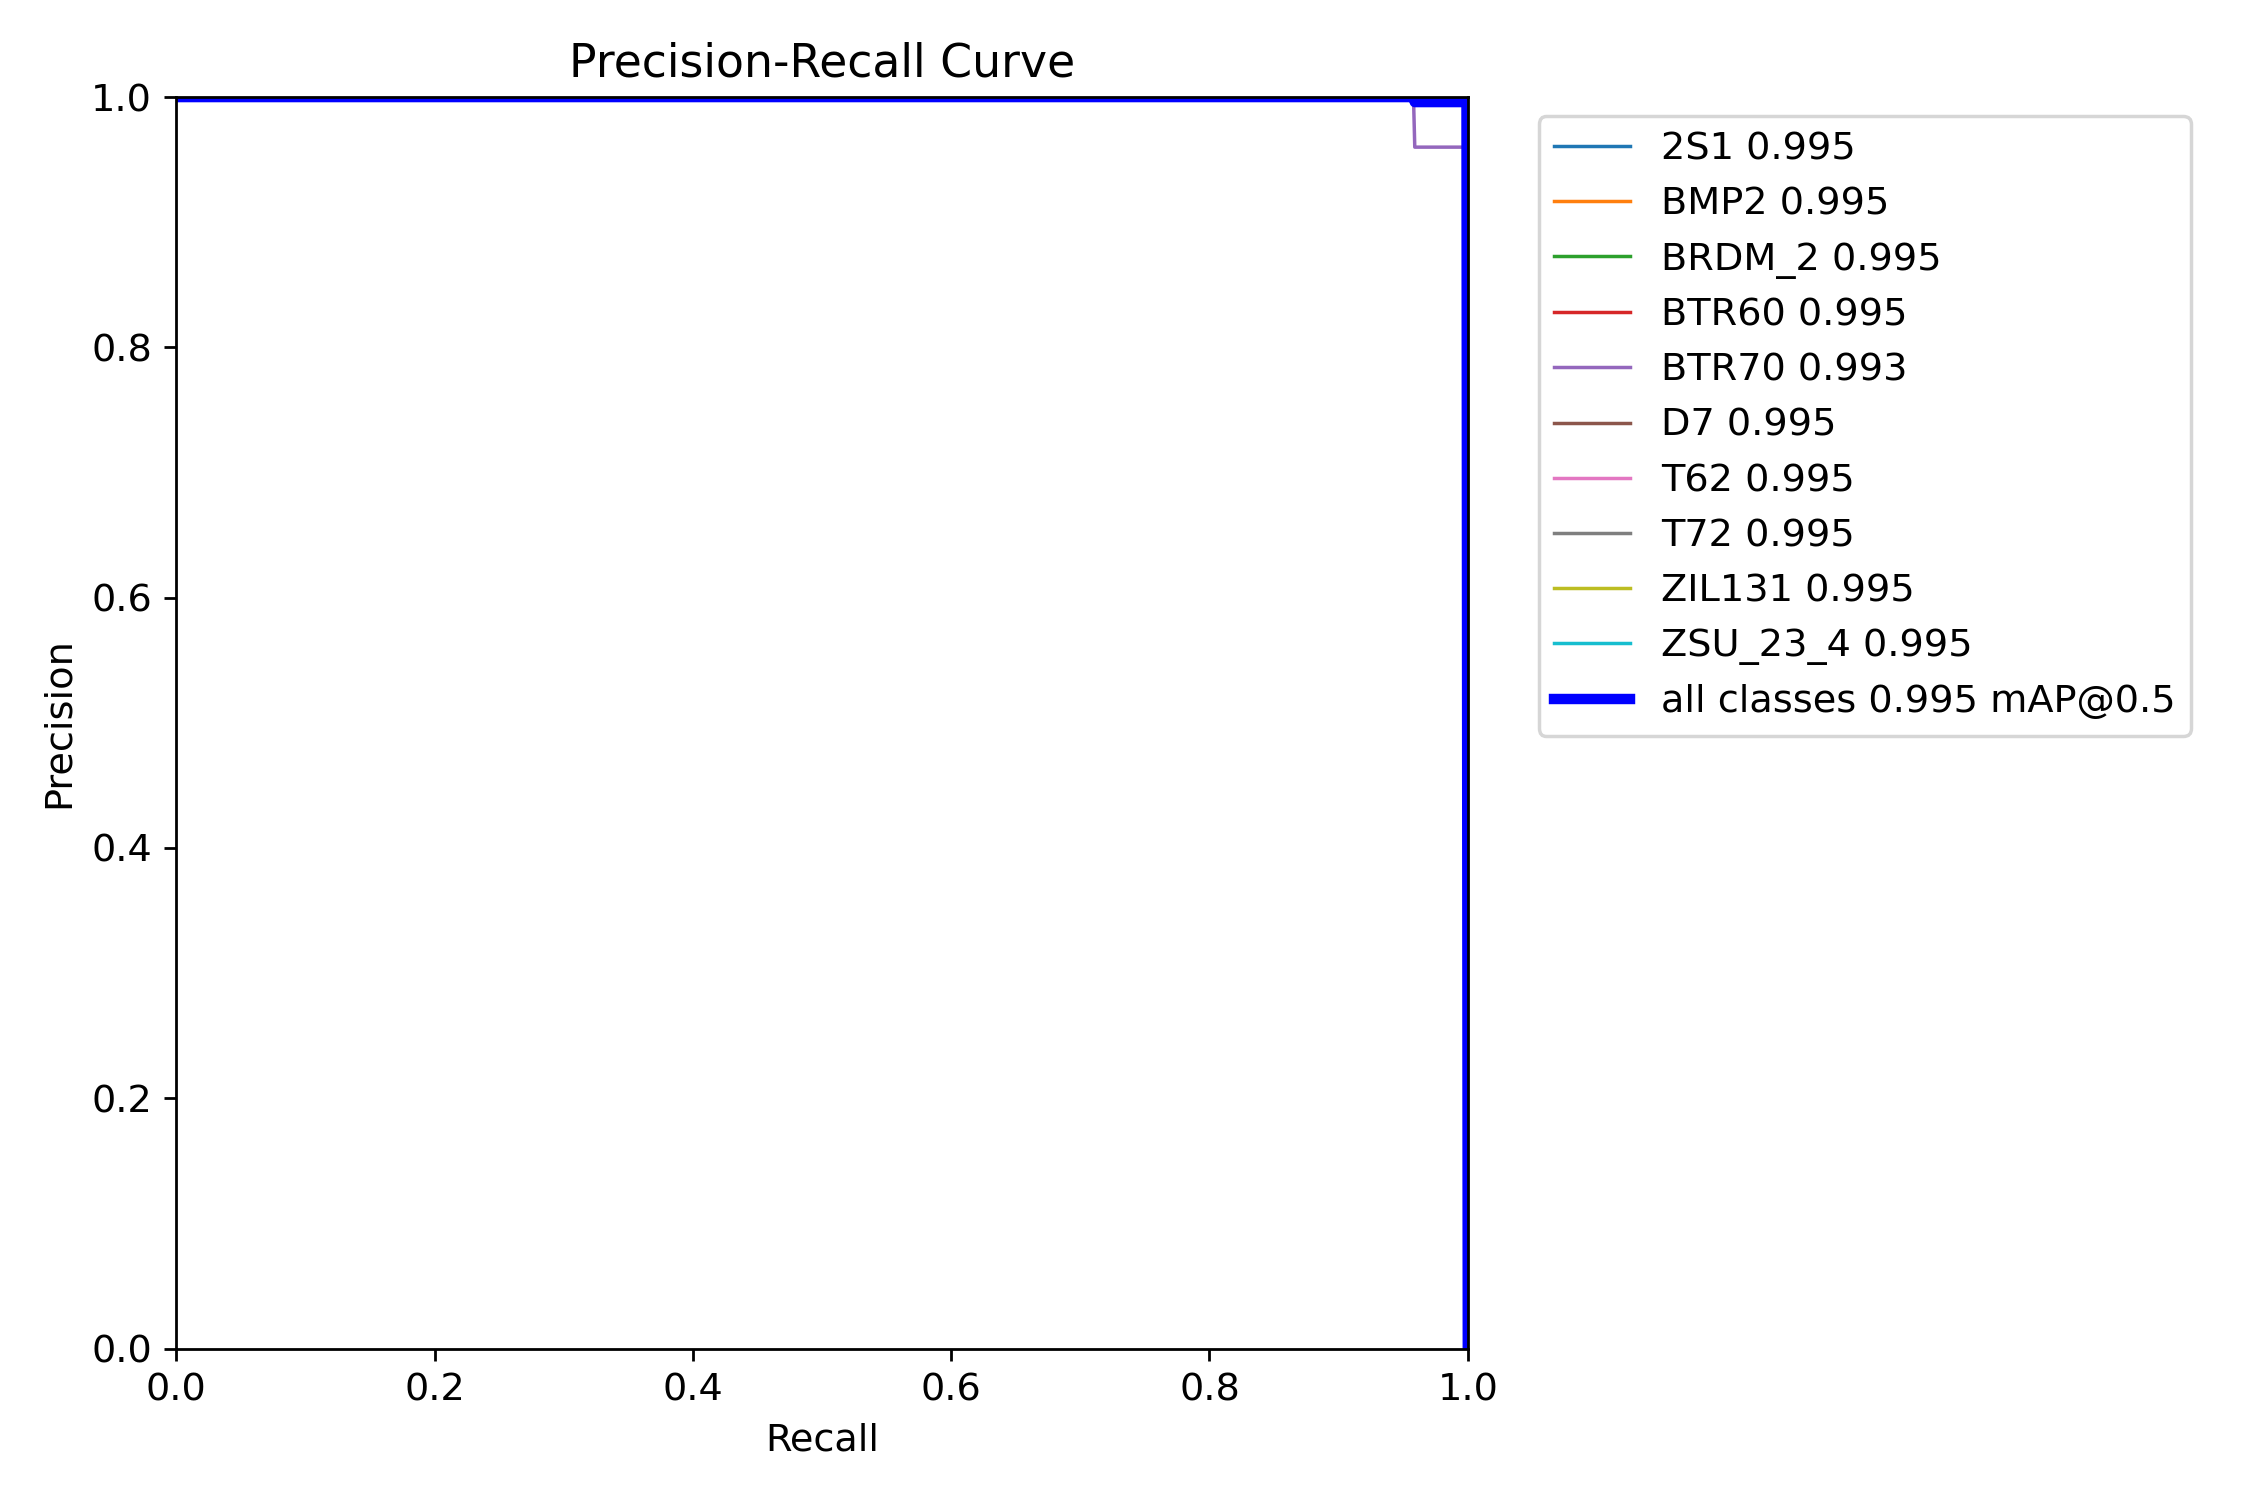 Precision-Recall Curve
1.0
0.8
0.6
0.4
0.2
0.0
Precision
0.0 0.2 0.4 0.6 0.8 1.0
Recall
2S1 0.995
BMP2 0.995
BRDM_2 0.995
BTR60 0.995
BTR70 0.993
D7 0.995
T62 0.995
T72 0.995
ZIL131 0.995
ZSU_23_4 0.995
all classes 0.995 mAP@0.5